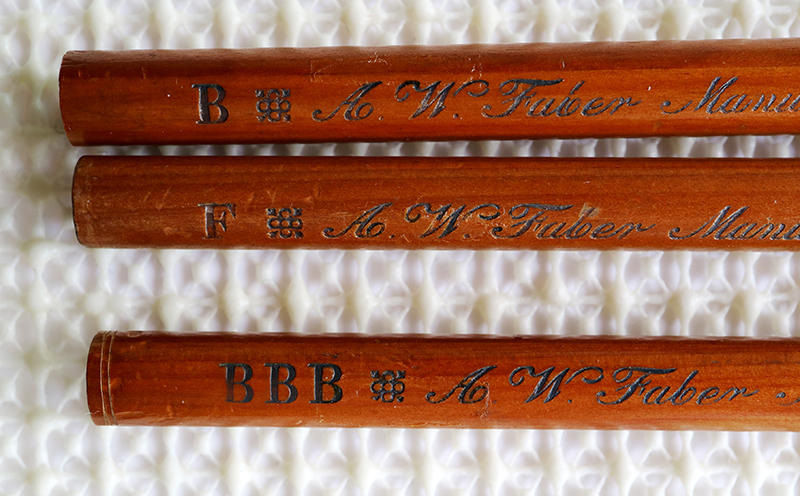 B A. W. Faber Manu
F A. W. Faber Manu
BBB A. W. Faber